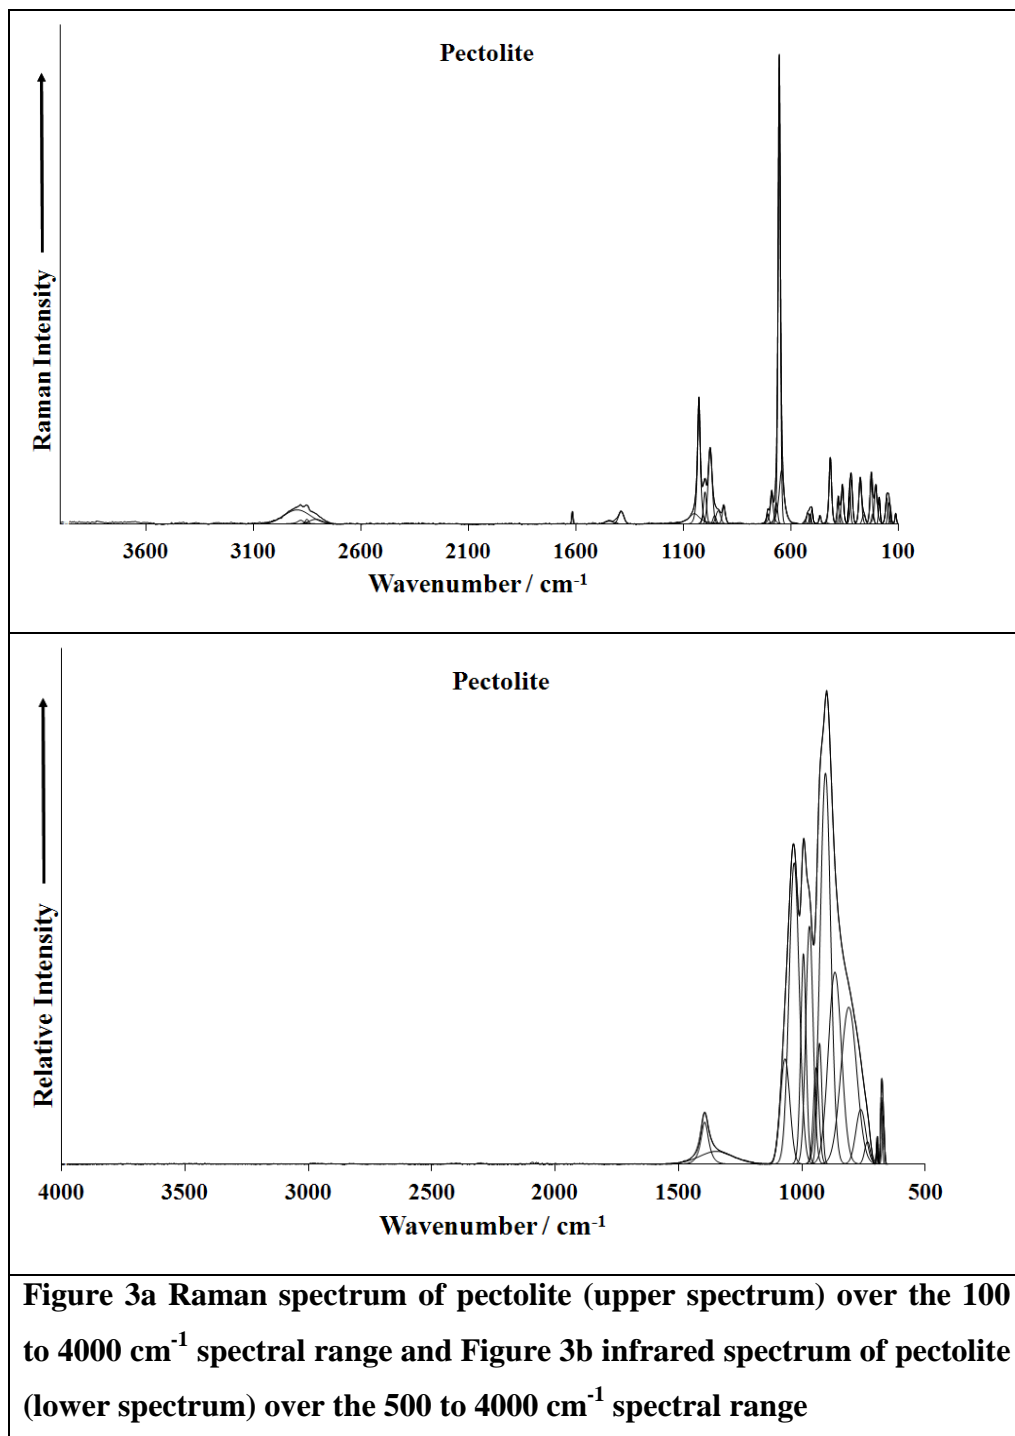 Pectolite
Raman Intensity
3600 3100 2600 2100 1600 1100 600 100
Wavenumber / cm-1
Pectolite
Relative Intensity
4000 3500 3000 2500 2000 1500 1000 500
Wavenumber / cm-1
Figure 3a Raman spectrum of pectolite (upper spectrum) over the 100
to 4000 cm-1 spectral range and Figure 3b infrared spectrum of pectolite
(lower spectrum) over the 500 to 4000 cm-1 spectral range